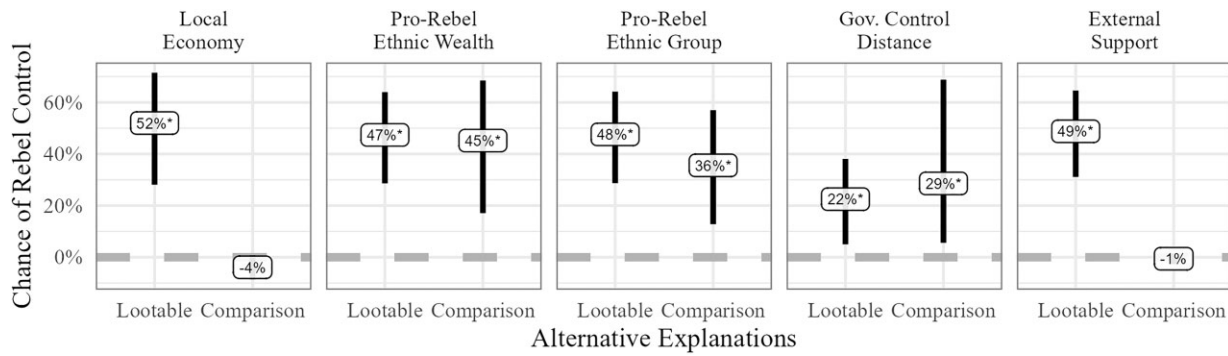 Local
Economy
Pro-Rebel
Ethnic Wealth
Pro-Rebel
Ethnic Group
Gov. Control
Distance
External
Support
Chance of Rebel Control
60%
40%
20%
0%
52%*
-4%
47%*
45%*
48%*
36%*
22%*
29%*
49%*
-1%
Lootable Comparison
Lootable Comparison
Lootable Comparison
Lootable Comparison
Lootable Comparison
Alternative Explanations